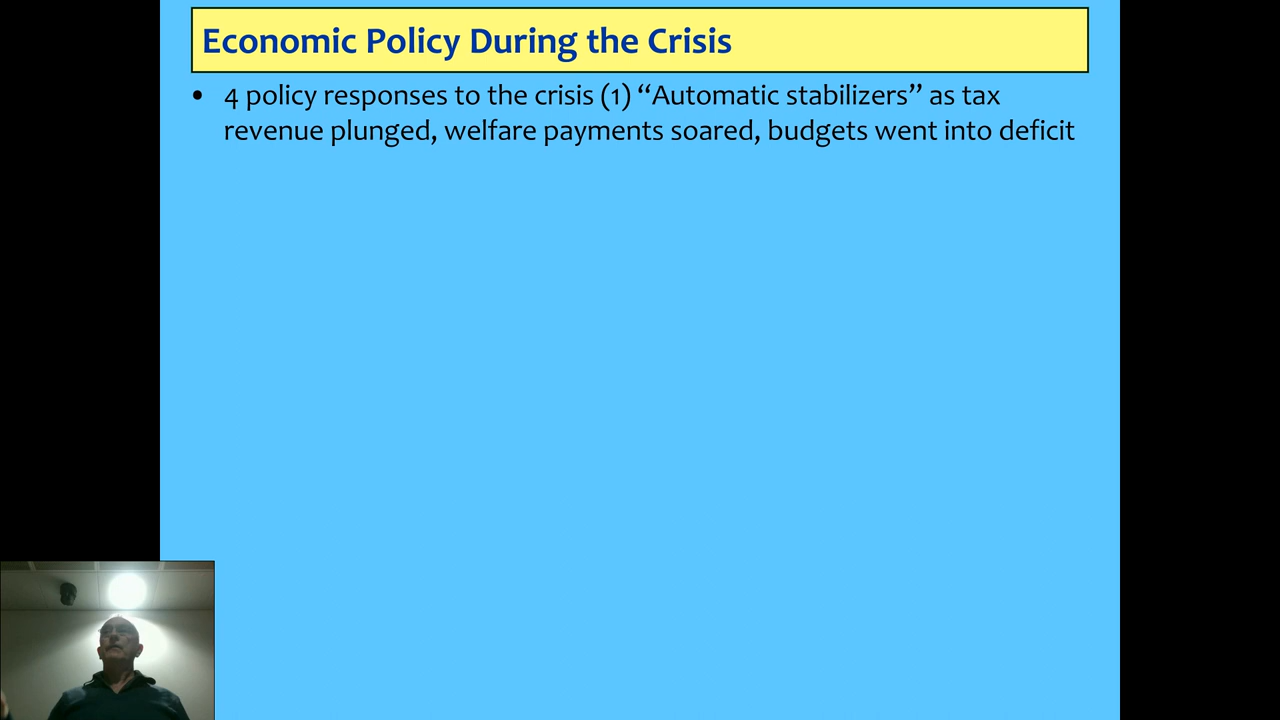 Economic Policy During the Crisis
• 4 policy responses to the crisis (1) “Automatic stabilizers” as tax
revenue plunged, welfare payments soared, budgets went into deficit